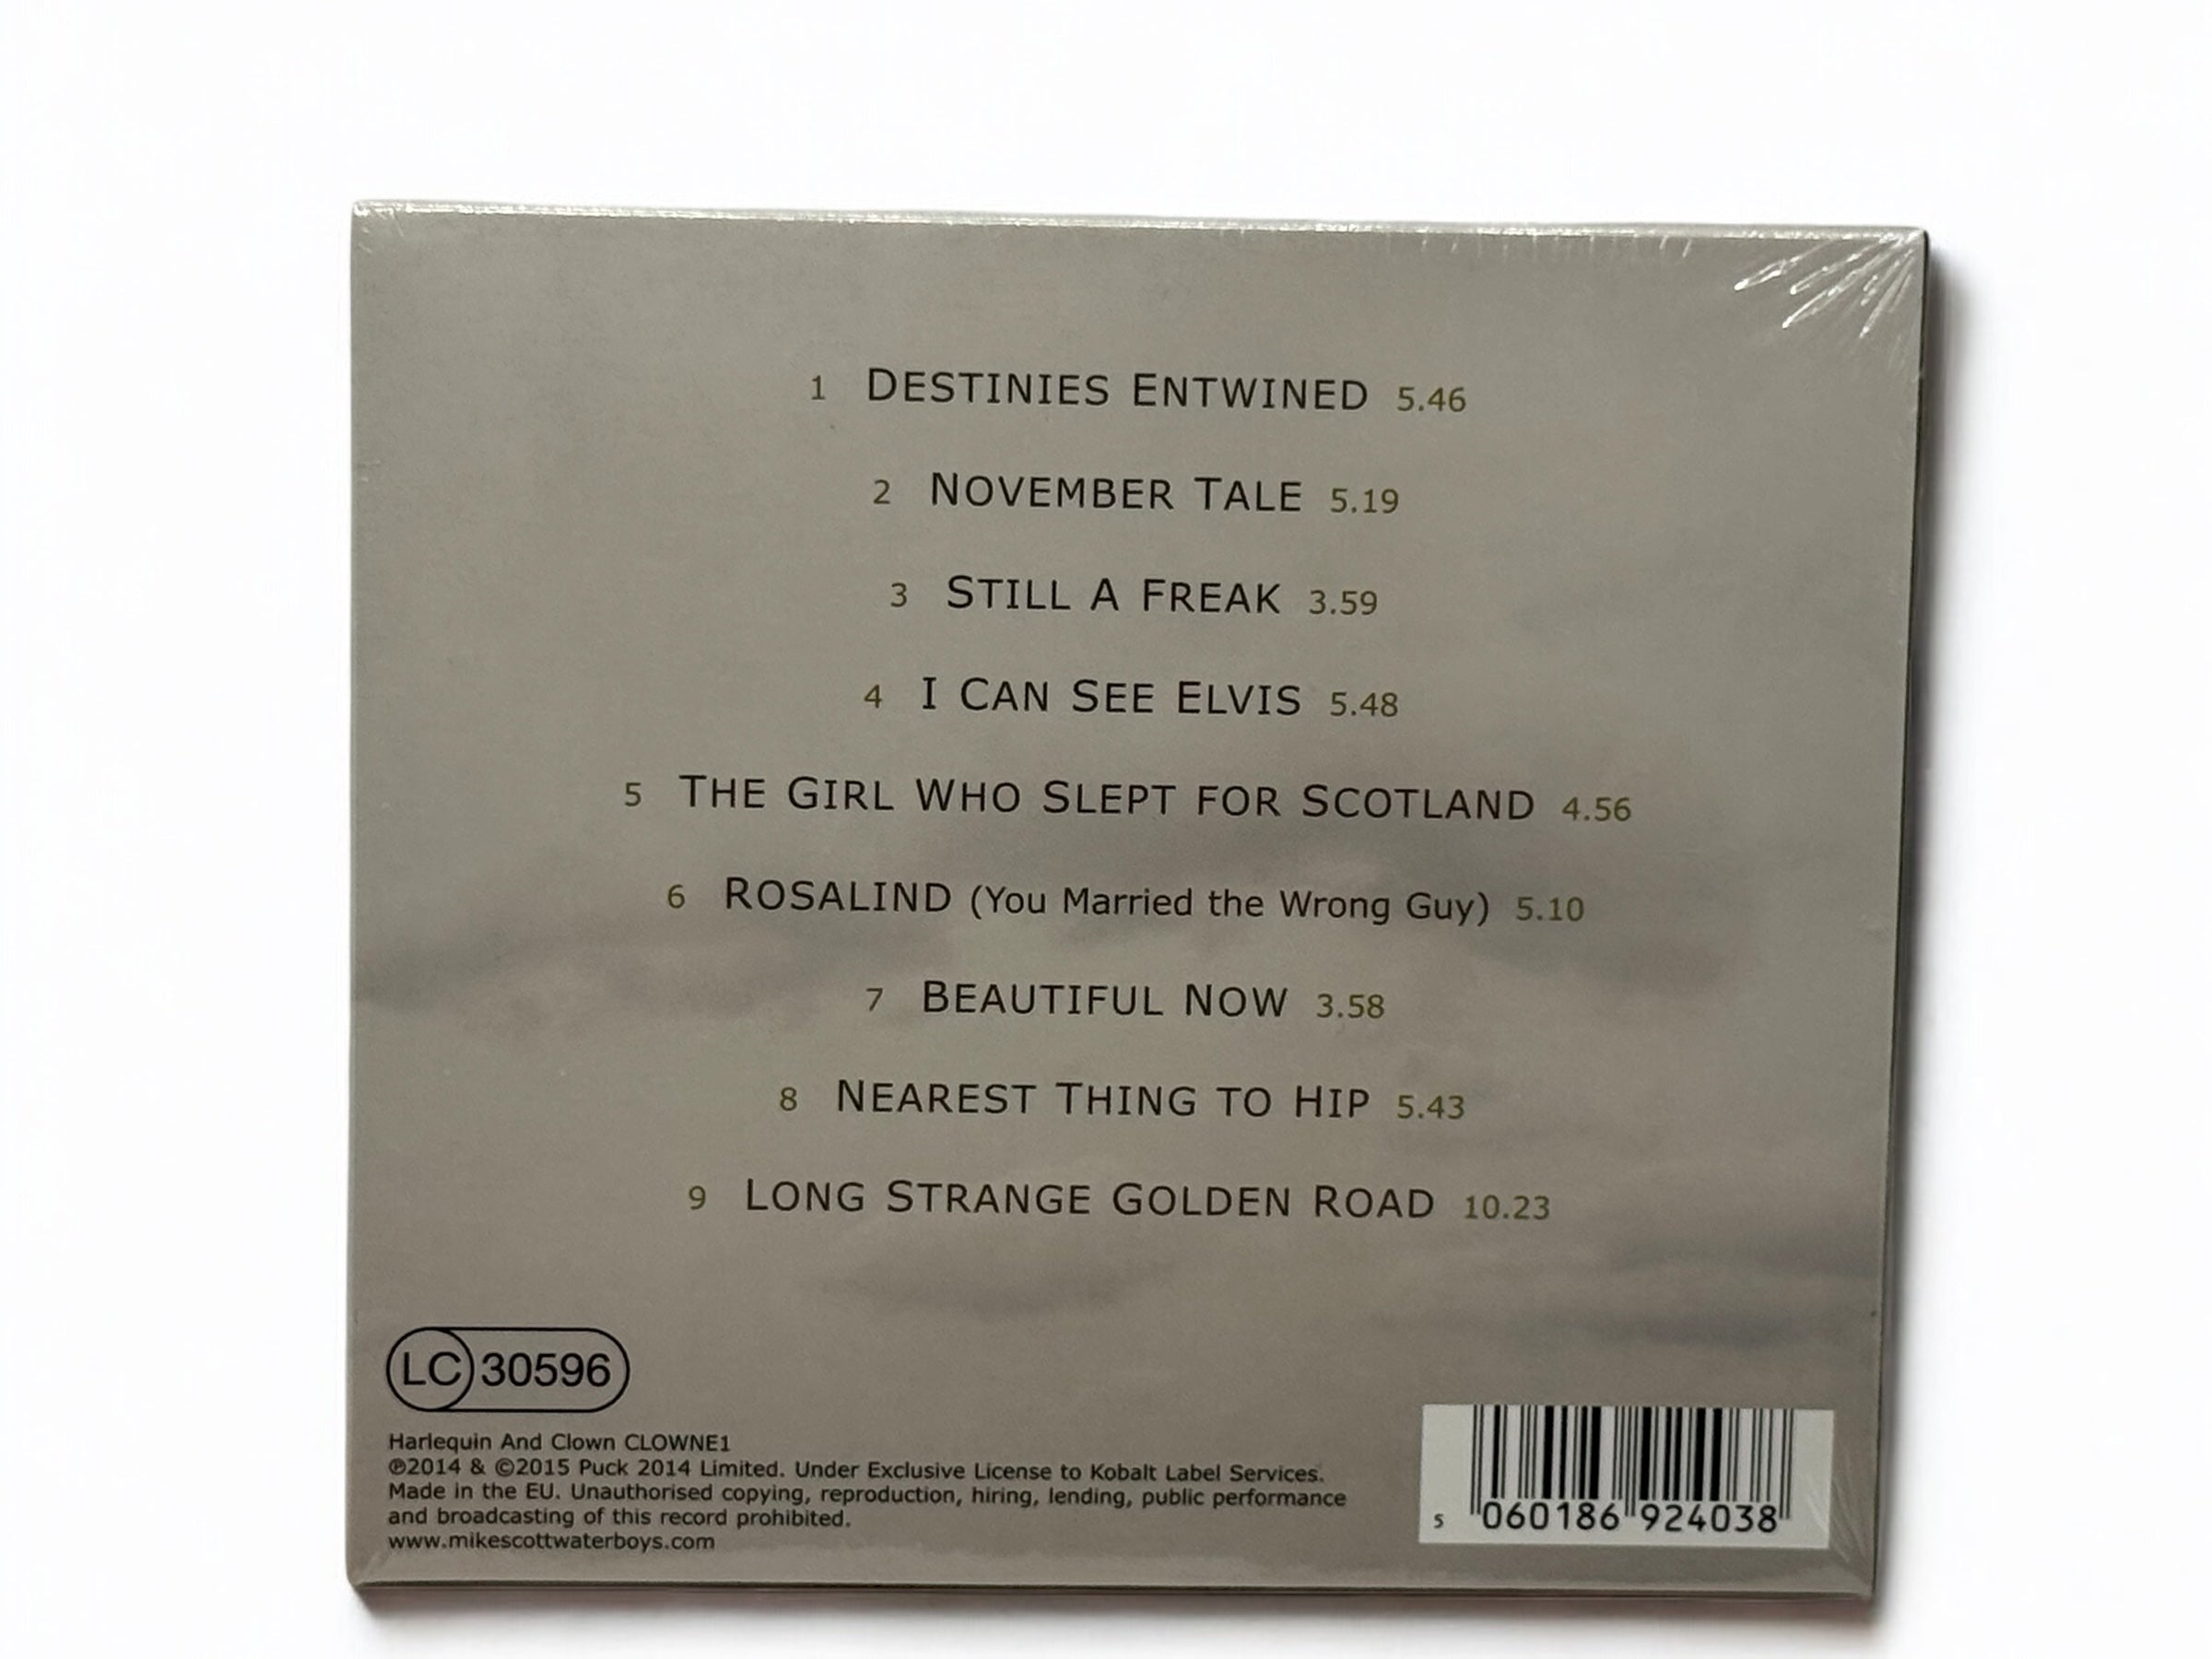 1 DESTINIES ENTWINED 5.46
2 NOVEMBER TALE 5.19
3 STILL A FREAK 3.59
4 I CAN SEE ELVIS 5.48
5 THE GIRL WHO SLEPT FOR SCOTLAND 4.56
6 ROSALIND (You Married the Wrong Guy) 5.10
7 BEAUTIFUL NOW 3.58
8 NEAREST THING TO HIP 5.43
9 LONG STRANGE GOLDEN ROAD 10.23
LC 30596
Harlequin And Clown CLOWNE1
℗2014 & ©2015 Puck 2014 Limited. Under Exclusive License to Kobalt Label Services.
Made in the EU. Unauthorised copying, reproduction, hiring, lending, public performance
and broadcasting of this record prohibited.
www.mikescottwaterboys.com
5 060186 924038